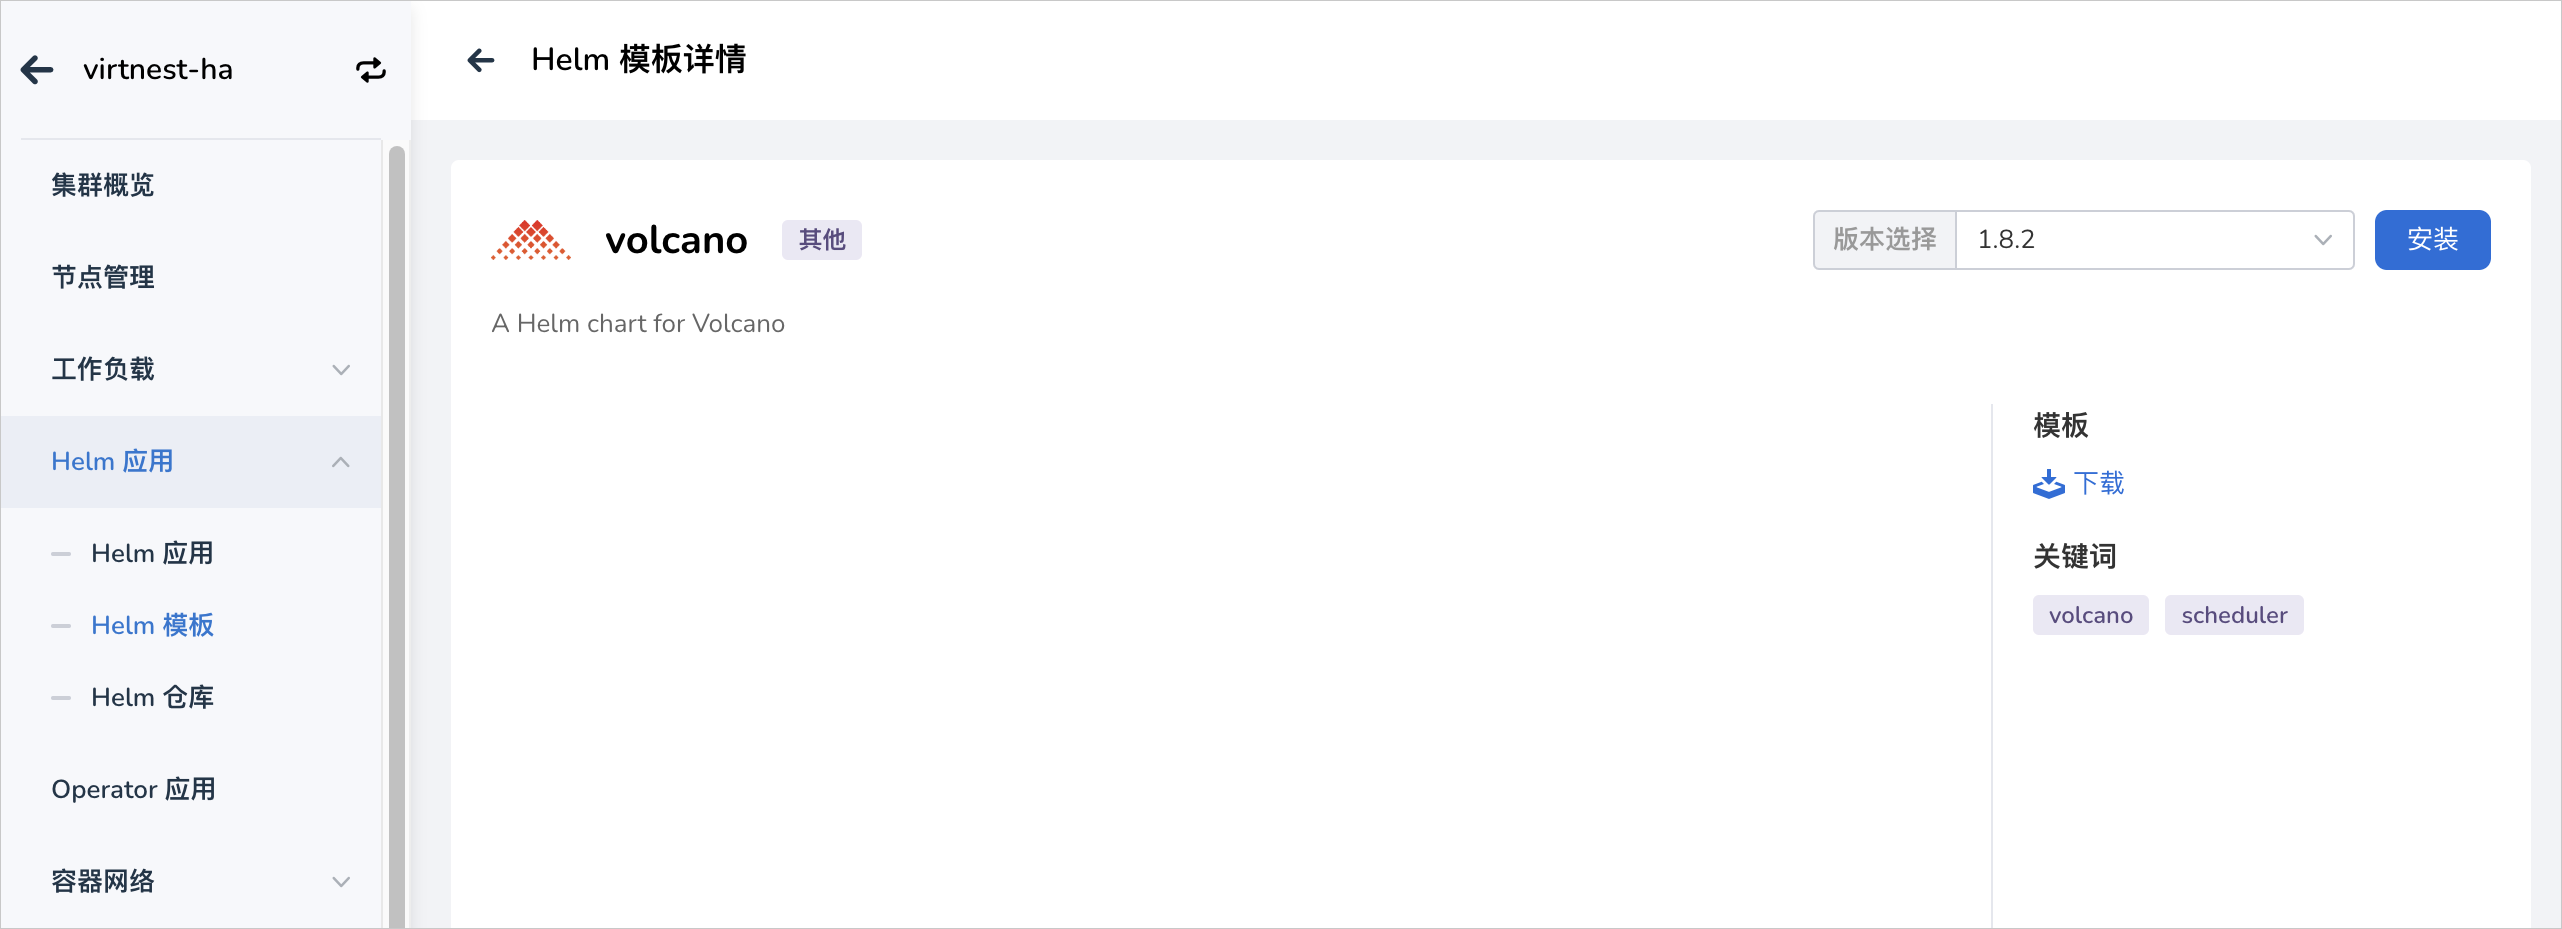 virtnest-ha
集群概览
节点管理
工作负载
Helm 应用
Helm 应用
Helm 模板
Helm 仓库
Operator 应用
容器网络
Helm 模板详情
volcano 其他
版本选择 1.8.2 安装
A Helm chart for Volcano
模板
下载
关键词
volcano scheduler